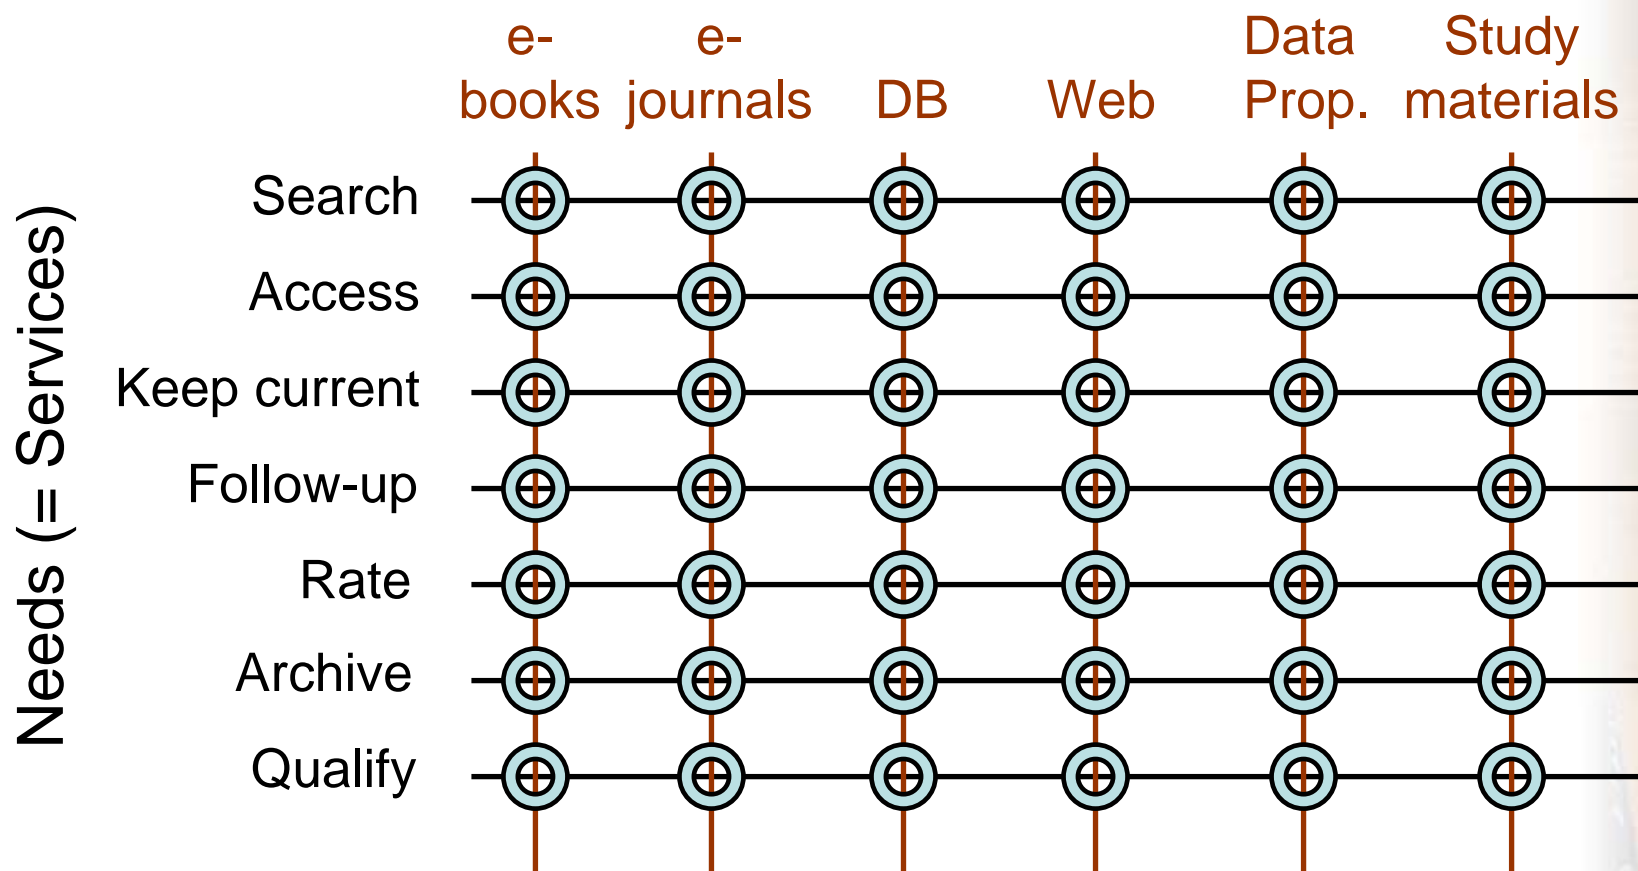 e-
books
e-
journals
DB
Web
Data
Prop.
Study
materials
Needs (= Services)
Search
Access
Keep current
Follow-up
Rate
Archive
Qualify